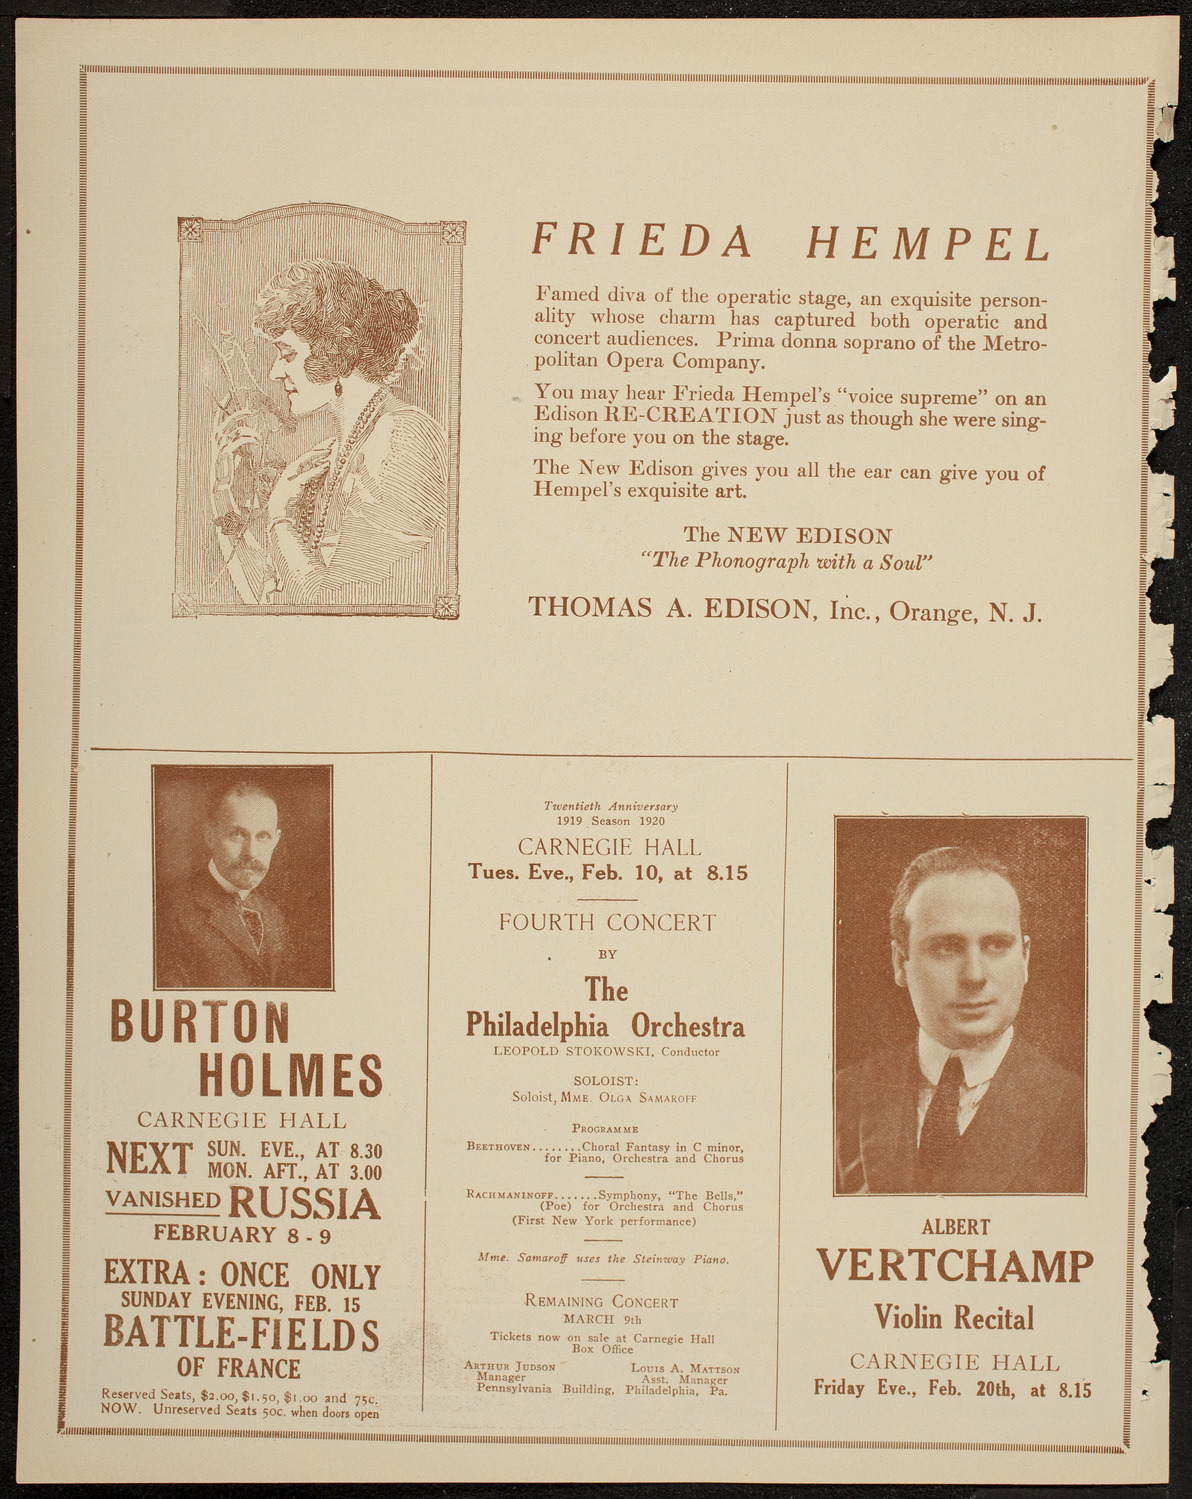 FRIEDA HEMPEL
Famed diva of the operatic stage, an exquisite person-
ality whose charm has captured both operatic and
concert audiences. Prima donna soprano of the Metro-
politan Opera Company.
You may hear Frieda Hempel's “voice supreme” on an
Edison RE-CREATION just as though she were sing-
ing before you on the stage.
The New Edison gives you all the ear can give you of
Hempel's exquisite art.
The NEW EDISON
“The Phonograph with a Soul”
THOMAS A. EDISON, Inc., Orange, N. J.
BURTON
HOLMES
CARNEGIE HALL
NEXT SUN. EVE., AT 8.30
MON. AFT., AT 3.00
VANISHED RUSSIA
FEBRUARY 8 - 9
EXTRA: ONCE ONLY
SUNDAY EVENING, FEB. 15
BATTLE-FIELDS
OF FRANCE
Reserved Seats, $2.00, $1.50, $1.00 and 75c.
NOW. Unreserved Seats 50c. when doors open
Twentieth Anniversary
1919 Season 1920
CARNEGIE HALL
Tues. Eve., Feb. 10, at 8.15
FOURTH CONCERT
BY
The
Philadelphia Orchestra
LEOPOLD STOKOWSKI, Conductor
SOLOIST:
Soloist, MME. OLGA SAMAROFF
PROGRAMME
BEETHOVEN........Choral Fantasy in C minor,
for Piano, Orchestra and Chorus
RACHMANINOFF.......Symphony, "The Bells,"
(Poe) for Orchestra and Chorus
(First New York performance)
Mme. Samaroff uses the Steinway Piano.
REMAINING CONCERT
MARCH 9th
Tickets now on sale at Carnegie Hall
Box Office
ARTHUR JUDSON LOUIS A. MATTSON
Manager Asst. Manager
Pennsylvania Building, Philadelphia, Pa.
ALBERT
VERTCHAMP
Violin Recital
CARNEGIE HALL
Friday Eve., Feb. 20th, at 8.15